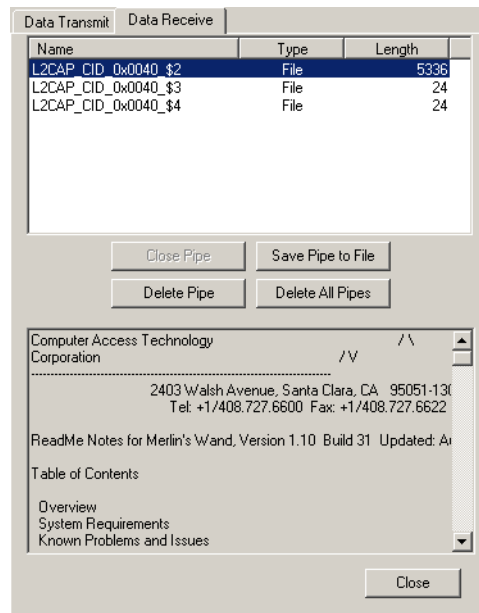 Data Transmit Data Receive
Name Type Length
L2CAP_CID_0x0040_$2 File 5336
L2CAP_CID_0x0040_$3 File 24
L2CAP_CID_0x0040_$4 File 24
Close Pipe Save Pipe to File
Delete Pipe Delete All Pipes
Computer Access Technology / \
Corporation / V
2403 Walsh Avenue, Santa Clara, CA 95051-130
Tel: +1/408.727.6600 Fax: +1/408.727.6622
ReadMe Notes for Merlin's Wand, Version 1.10 Build 31 Updated:
Table of Contents
Overview
System Requirements
Known Problems and Issues
Close